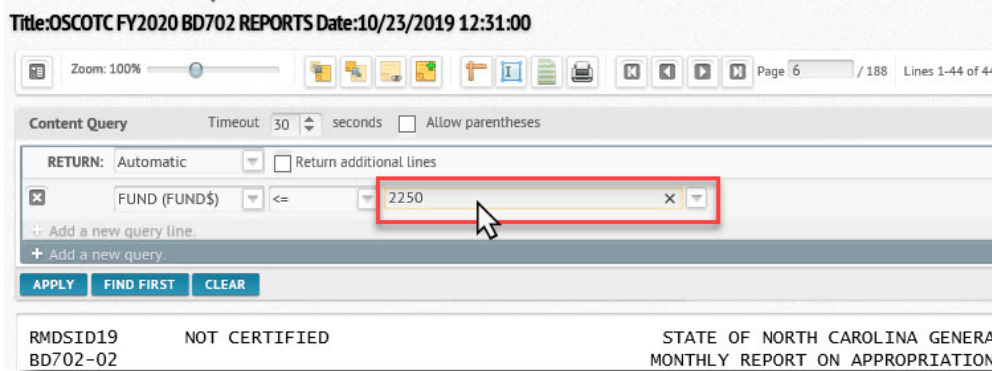 Title:OSCOTC FY2020 BD702 REPORTS Date:10/23/2019 12:31:00
Zoom: 100% Page 6 / 188 Lines 1-44 of 44
Content Query Timeout 30 seconds Allow parentheses
RETURN: Automatic Return additional lines
FUND (FUND$) <= 2250
+ Add a new query line.
+ Add a new query.
APPLY FIND FIRST CLEAR
RMDSID19 NOT CERTIFIED STATE OF NORTH CAROLINA GENERA
BD702-02 MONTHLY REPORT ON APPROPRIATION